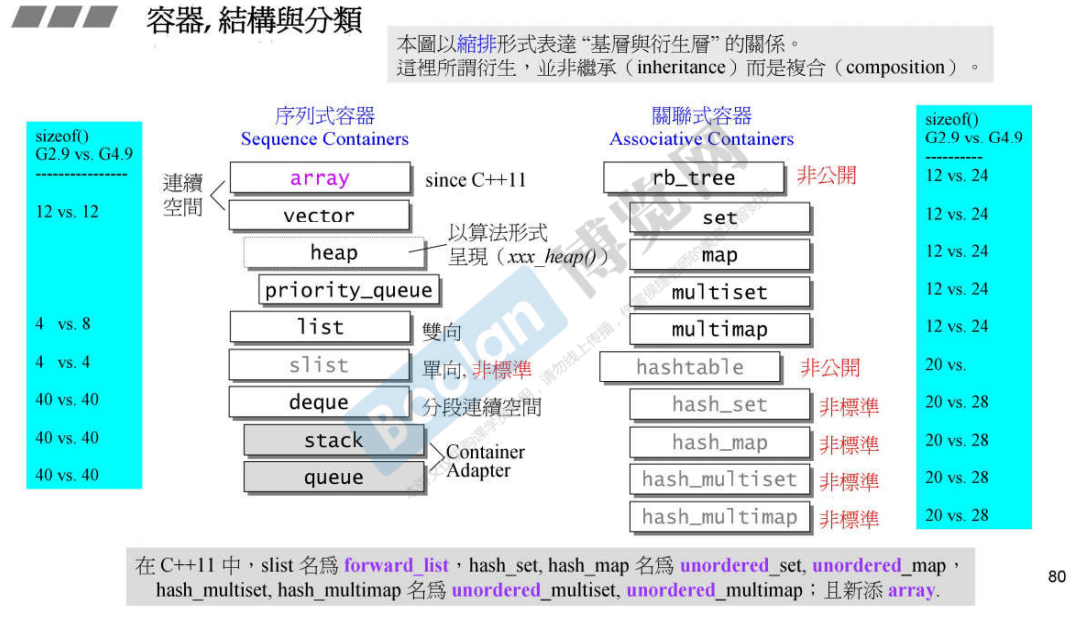 容器, 結構與分類
本圖以縮排形式表達 “基層與衍生層” 的關係。
這裡所謂衍生，並非繼承（inheritance）而是複合（composition）。
sizeof()
G2.9 vs. G4.9
----------------
12 vs. 12
4 vs. 8
4 vs. 4
40 vs. 40
40 vs. 40
40 vs. 40
序列式容器
Sequence Containers
連續
空間
array
since C++11
vector
heap
以算法形式
呈現（xxx_heap()）
priority_queue
list
雙向
slist
單向, 非標準
deque
分段連續空間
stack
queue
Container
Adapter
關聯式容器
Associative Containers
rb_tree
非公開
set
map
multiset
multimap
hashtable
非公開
hash_set
非標準
hash_map
非標準
hash_multiset
非標準
hash_multimap
非標準
sizeof()
G2.9 vs. G4.9
----------
12 vs. 24
12 vs. 24
12 vs. 24
12 vs. 24
12 vs. 24
20 vs.
20 vs. 28
20 vs. 28
20 vs. 28
20 vs. 28
Boolan 博览网
在 C++11 中，slist 名爲 forward_list，hash_set, hash_map 名爲 unordered_set, unordered_map，
hash_multiset, hash_multimap 名爲 unordered_multiset, unordered_multimap；且新添 array.
80